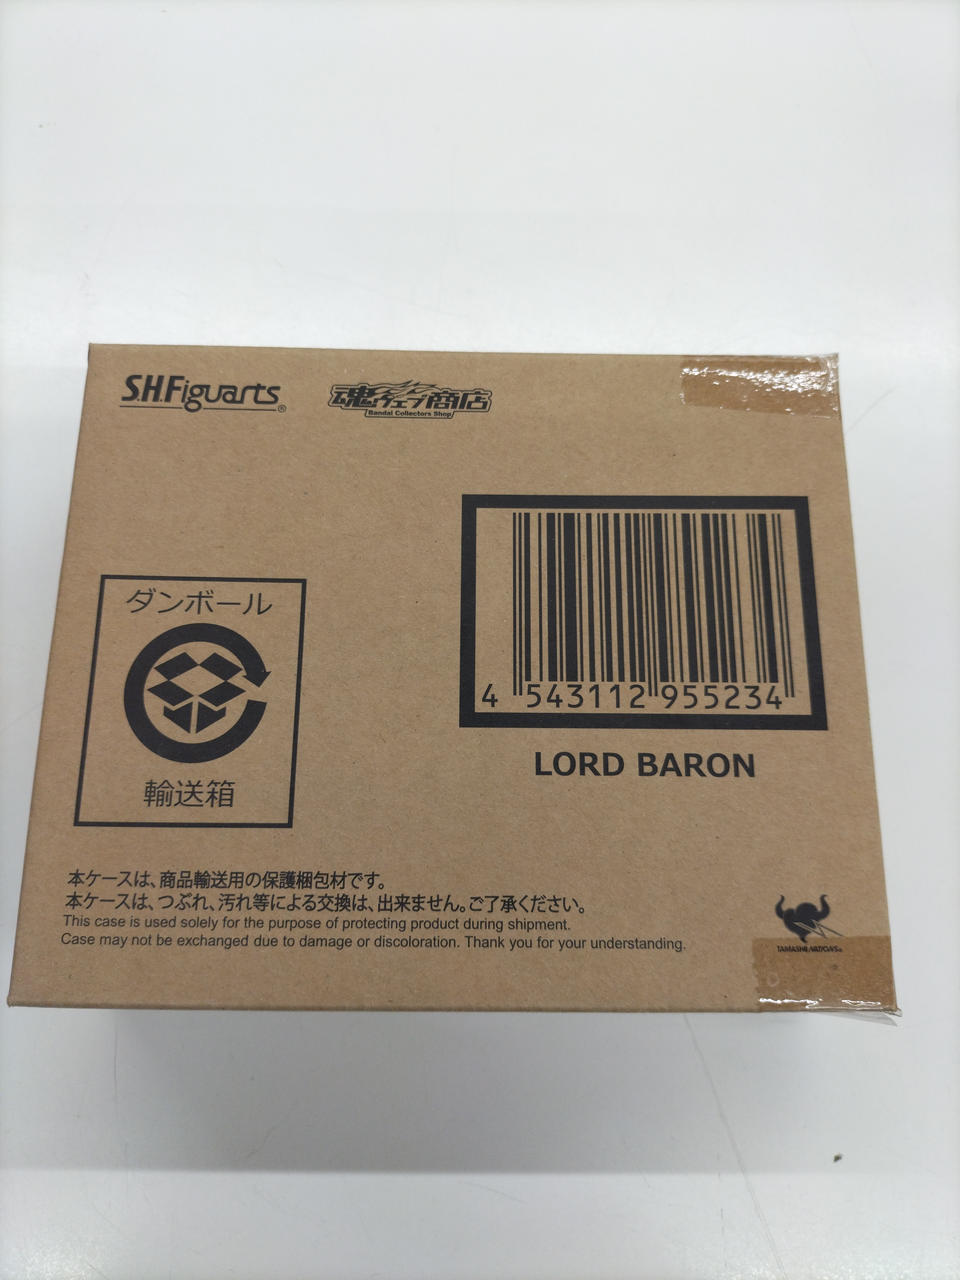 S.H.Figuarts®
魂ウェブ商店
Bandai Collectors Shop
4 543112 955234
LORD BARON
ダンボール
輸送箱
本ケースは、商品輸送用の保護梱包材です。
本ケースは、つぶれ、汚れ等による交換は、出来ません。ご了承ください。
This case is used solely for the purpose of protecting product during shipment.
Case may not be exchanged due to damage or discoloration. Thank you for your understanding.
TAMASHII NATIONS